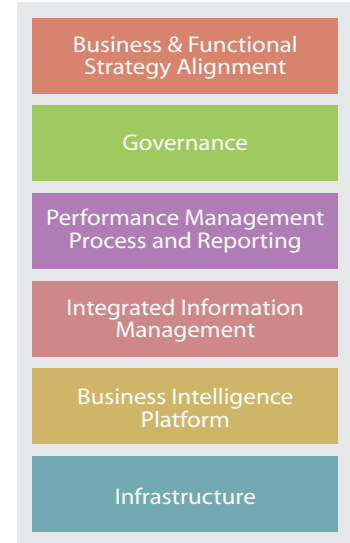 Business & Functional
Strategy Alignment
Governance
Performance Management
Process and Reporting
Integrated Information
Management
Business Intelligence
Platform
Infrastructure